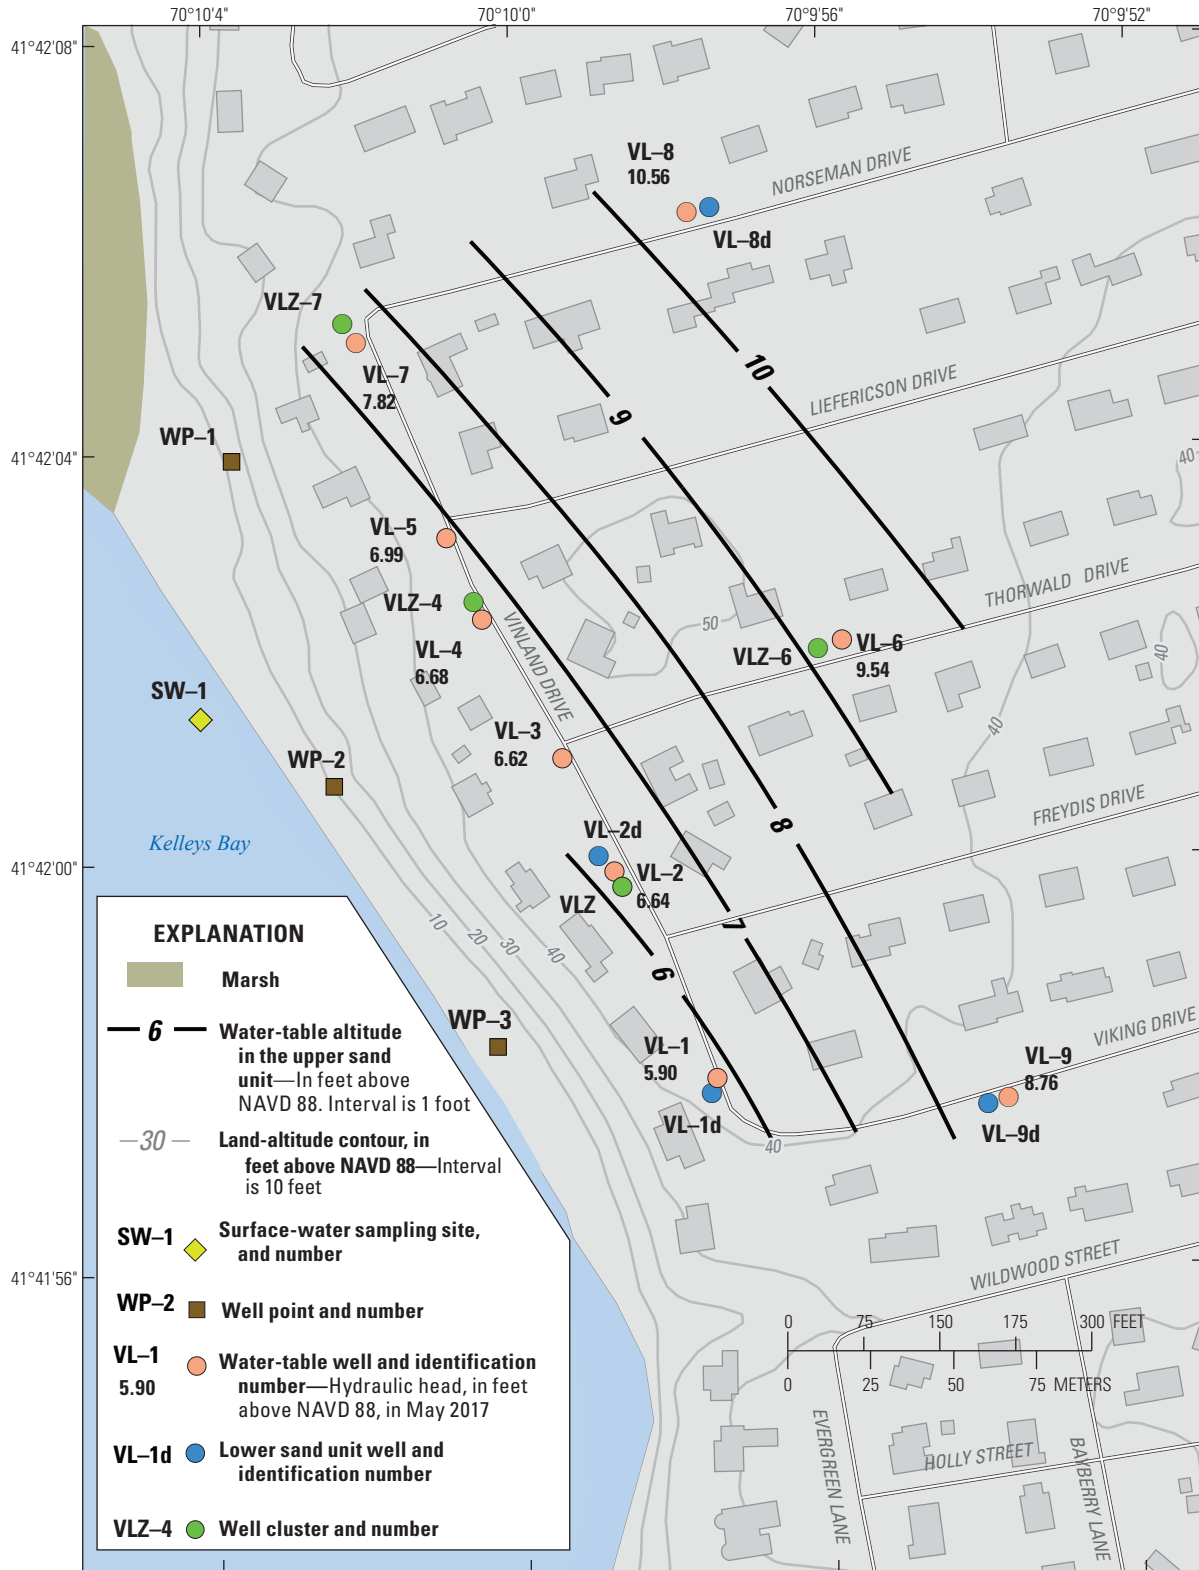 70°10'4"
70°10'0"
70°9'56"
70°9'52"
41°42'08"
VL–8
10.56
NORSEMAN DRIVE
VL–8d
VLZ–7
VL–7
7.82
10
9
LIEFERICSON DRIVE
WP–1
41°42'04"
40
VL–5
6.99
VLZ–4
VL–4
6.68
THORWALD DRIVE
VINLAND DRIVE
50
VLZ–6
VL–6
9.54
40
SW–1
VL–3
6.62
40
WP–2
Kelleys Bay
8
FREYDIS DRIVE
VL–2d
41°42'00"
VL–2
6.64
VLZ
7
6
10
20
30
40
WP–3
VL–1
5.90
VL–1d
VIKING DRIVE
VL–9
8.76
VL–9d
40
EXPLANATION
Marsh
6
Water-table altitude
in the upper sand
unit—In feet above
NAVD 88. Interval is 1 foot
30
Land-altitude contour, in
feet above NAVD 88—Interval
is 10 feet
SW–1
Surface-water sampling site,
and number
WP–2
Well point and number
VL–1
5.90
Water-table well and identification
number—Hydraulic head, in feet
above NAVD 88, in May 2017
VL–1d
Lower sand unit well and
identification number
VLZ–4
Well cluster and number
41°41'56"
WILDWOOD STREET
0 75 150 175 300 FEET
0 25 50 75 METERS
EVERGREEN LANE
HOLLY STREET
BAYBERRY LANE